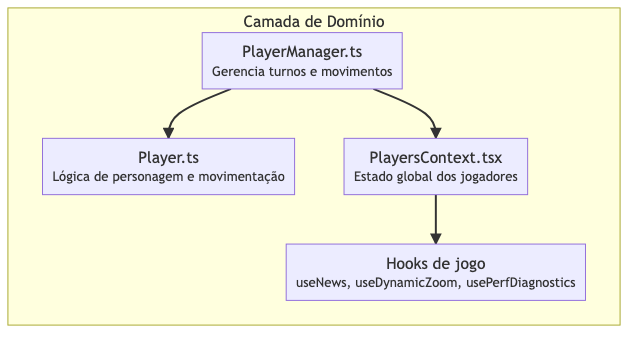 Camada de Domínio
PlayerManager.ts
Gerencia turnos e movimentos
Player.ts
Lógica de personagem e movimentação
PlayersContext.tsx
Estado global dos jogadores
Hooks de jogo
useNews, useDynamicZoom, usePerfDiagnostics